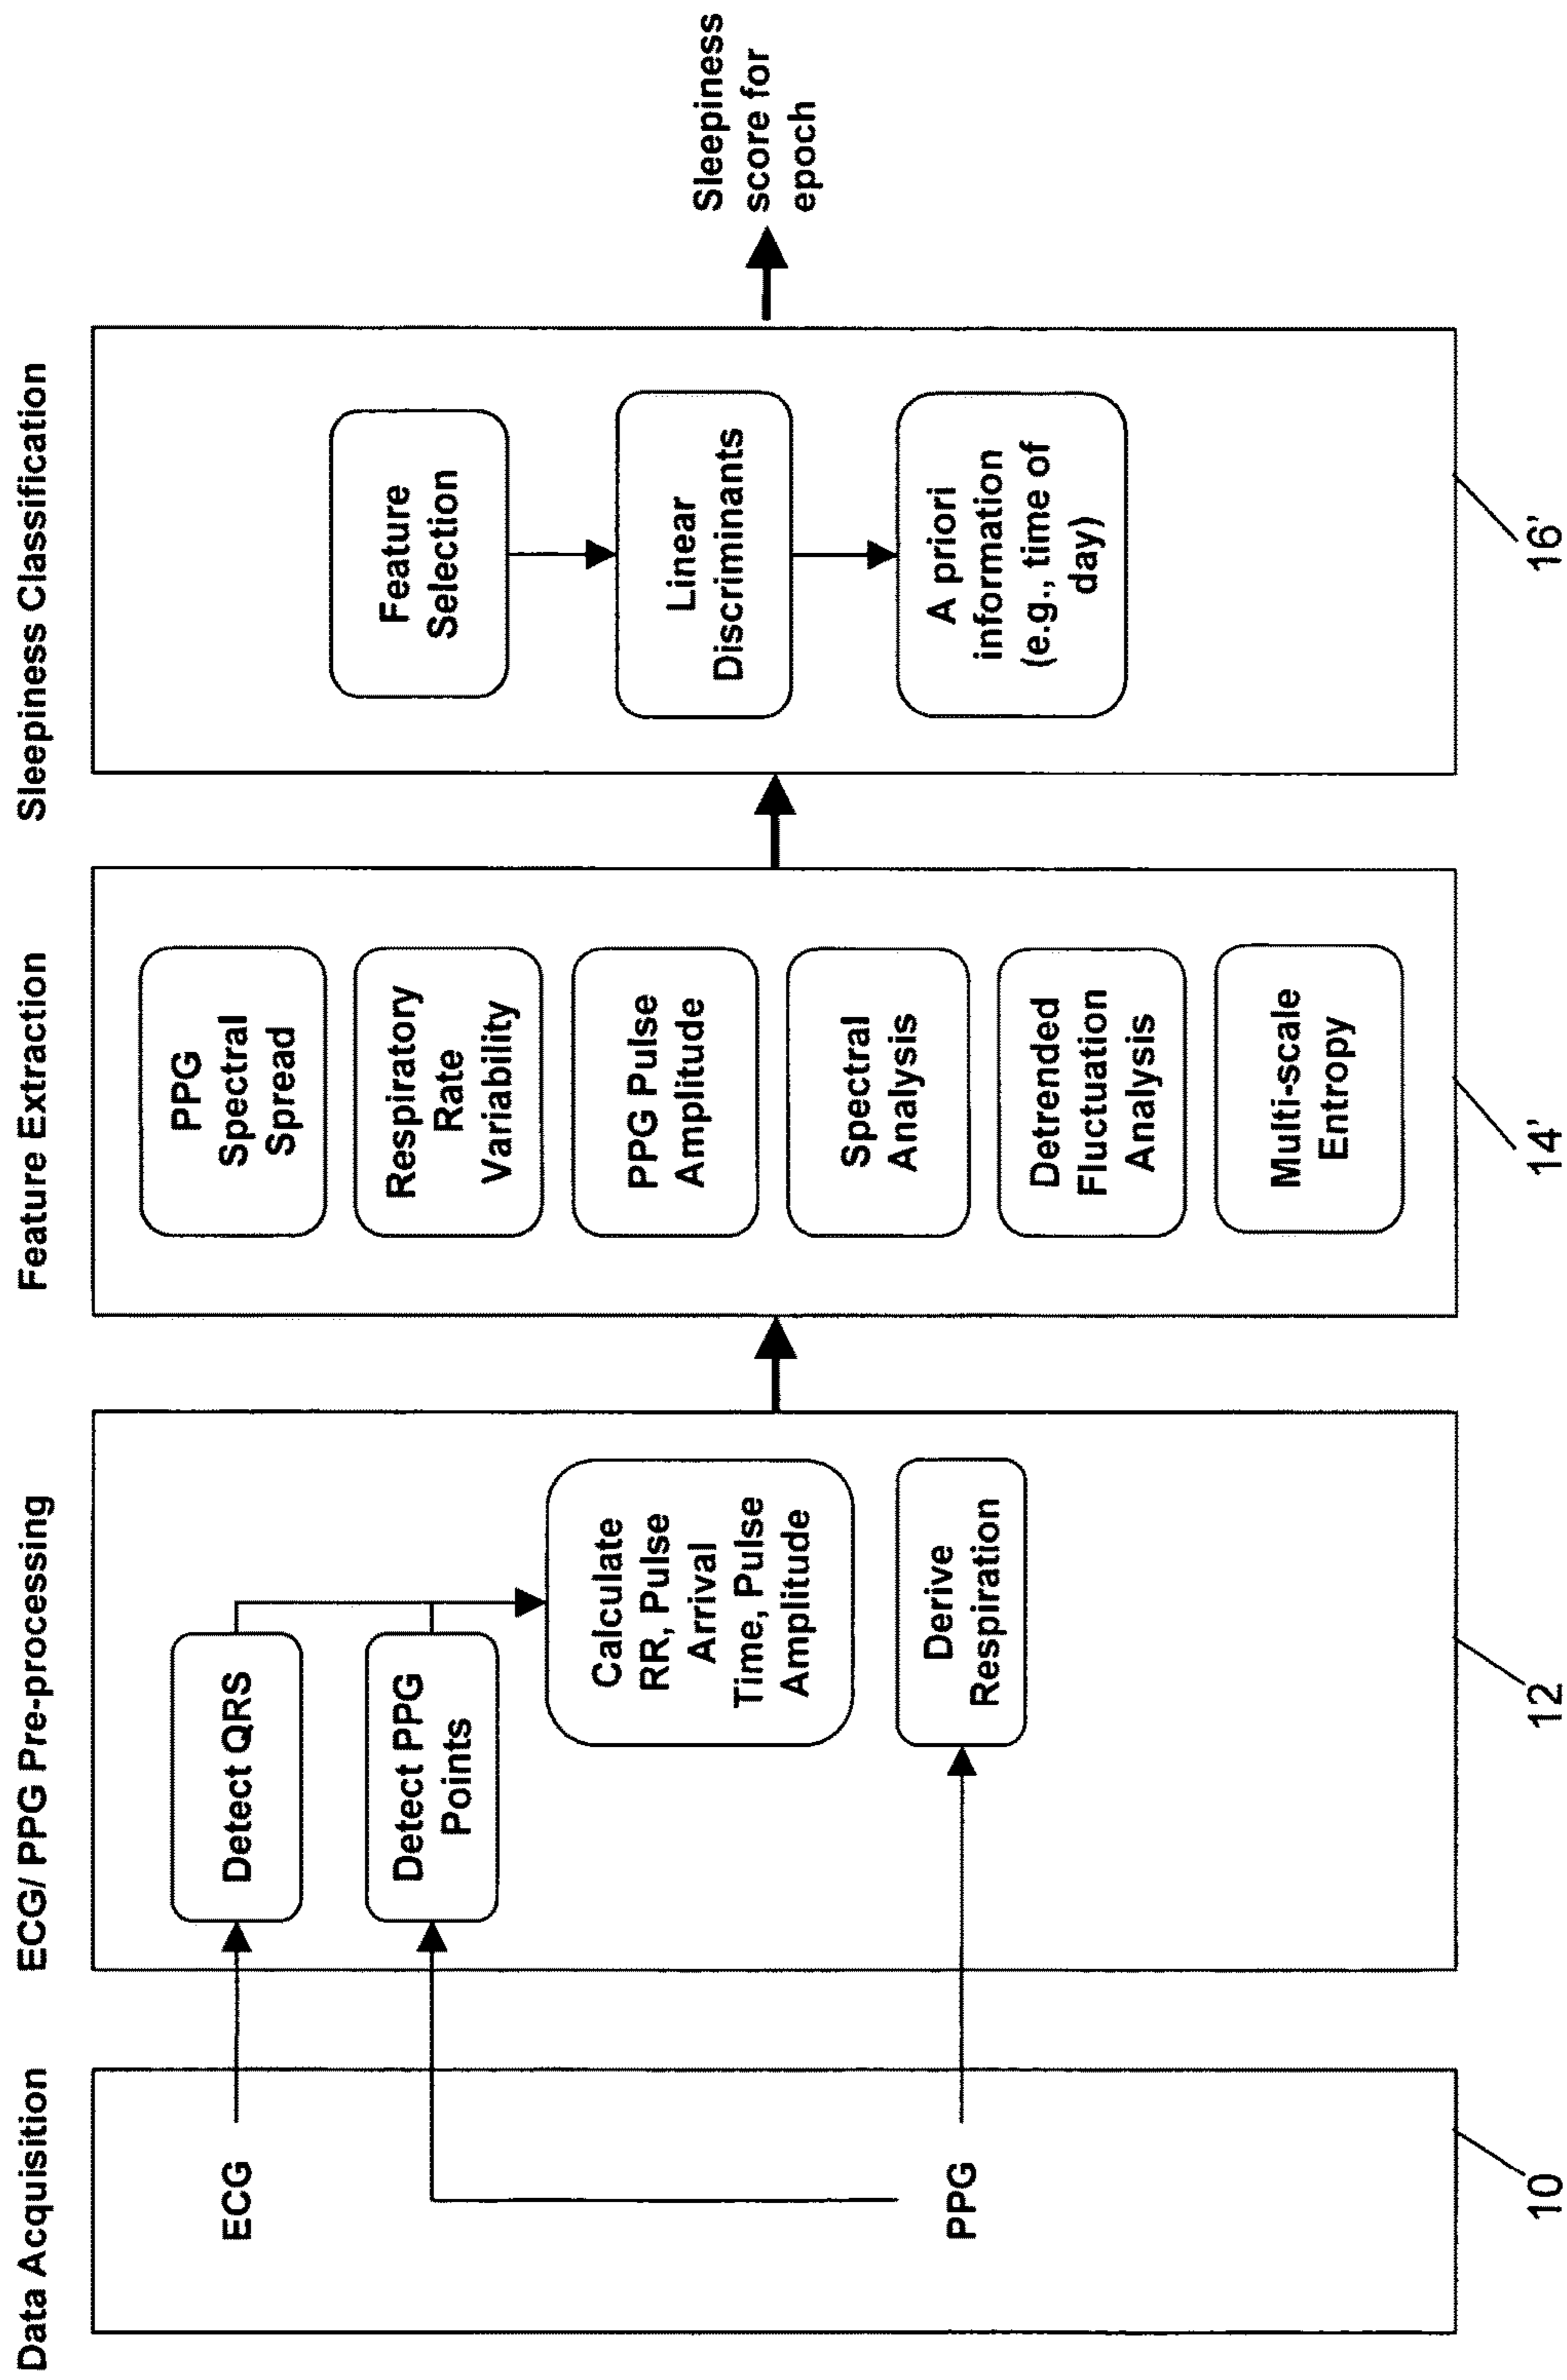 Data Acquisition
ECG
PPG
10
ECG/ PPG Pre-processing
Detect QRS
Detect PPG
Points
Calculate
RR, Pulse
Arrival
Time, Pulse
Amplitude
Derive
Respiration
12
Feature Extraction
PPG
Spectral
Spread
Respiratory
Rate
Variability
PPG Pulse
Amplitude
Spectral
Analysis
Detrended
Fluctuation
Analysis
Multi-scale
Entropy
14'
Sleepiness Classification
Feature
Selection
Linear
Discriminants
A priori
information
(e.g., time of
day)
16'
Sleepiness
score for
epoch